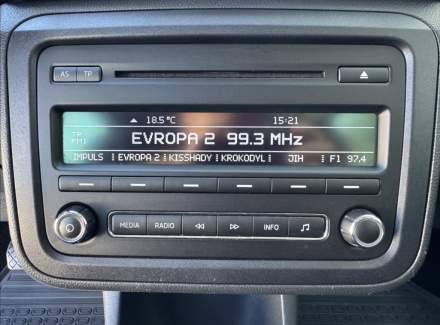 AS TP
18.5°C 15:21
TP
FM1
EVROPA 2 99.3 MHz
IMPULS EVROPA 2 KISSHADY KROKODYL JIH F1 97.4
MEDIA RADIO INFO